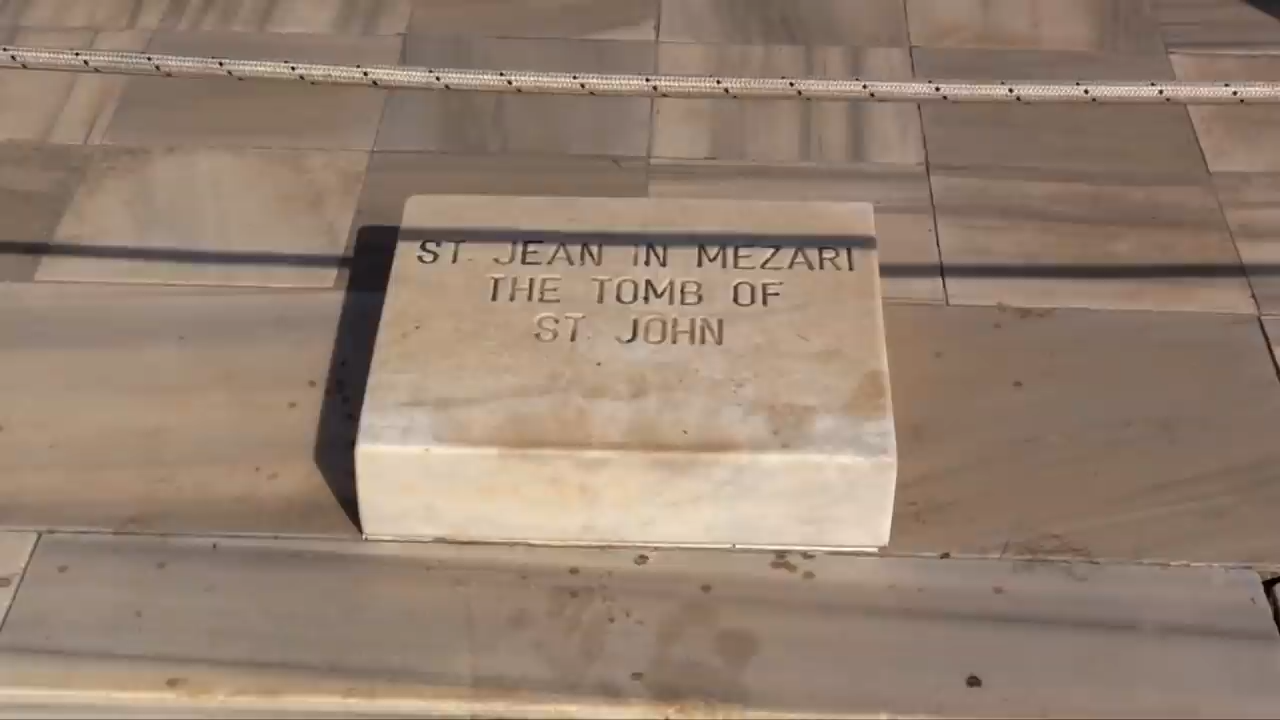 ST. JEAN IN MEZARI
THE TOMB OF
ST. JOHN